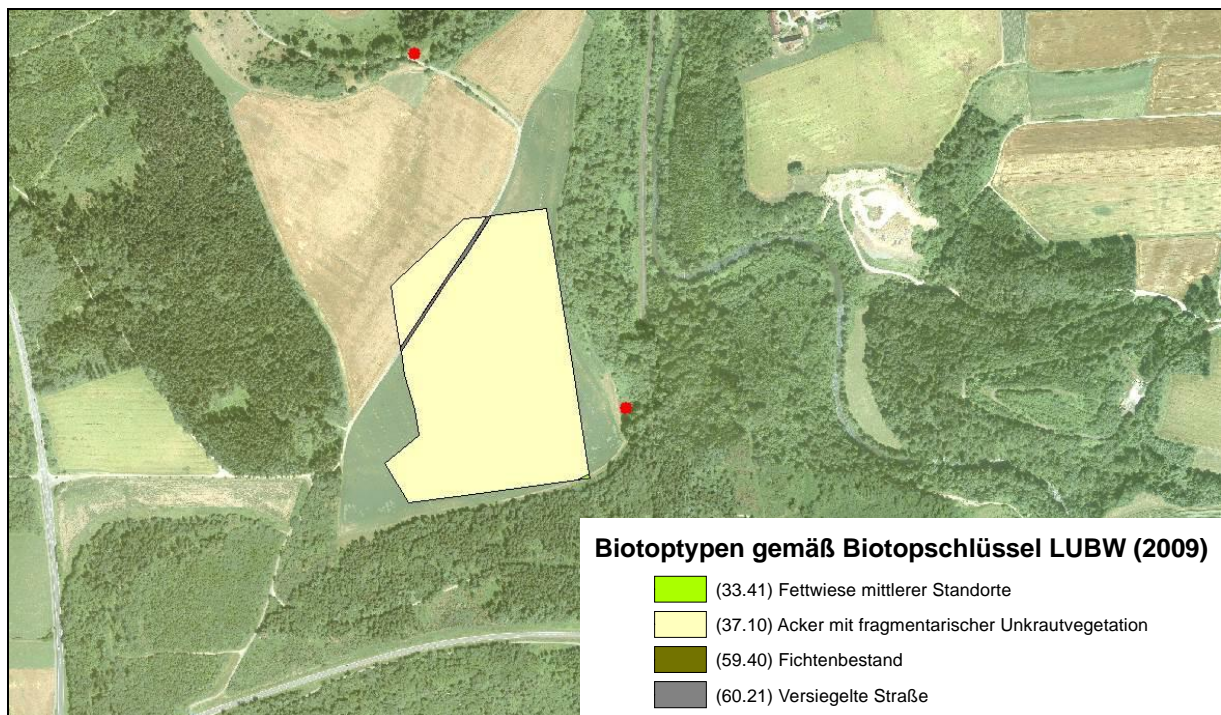 Biotoptypen gemäß Biotopschlüssel LUBW (2009)
(33.41) Fettwiese mittlerer Standorte
(37.10) Acker mit fragmentarischer Unkrautvegetation
(59.40) Fichtenbestand
(60.21) Versiegelte Straße